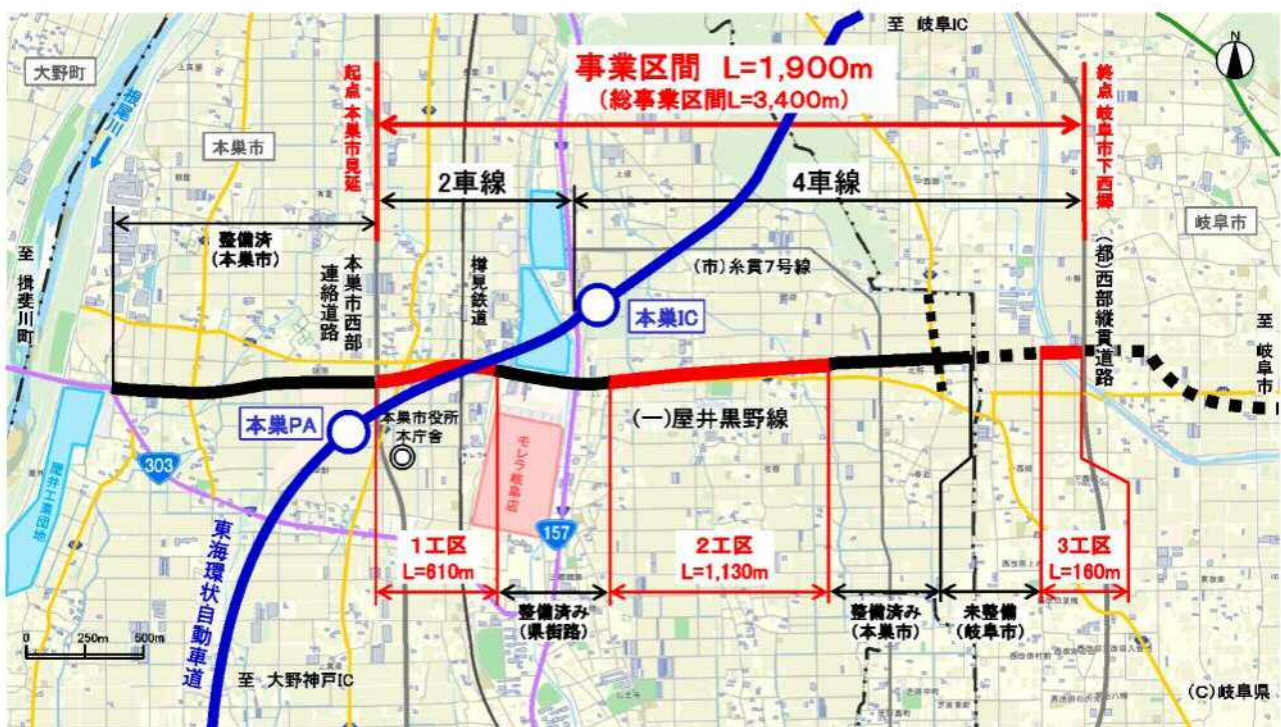 至 岐阜IC
N
大野町
根尾川
本巣市
起点 本巣市見延
事業区間 L=1,900m
(総事業区間L=3,400m)
終点 岐阜市下西郷
岐阜市
2車線
4車線
整備済
(本巣市)
至 揖斐川町
本巣市西部
連絡道路
樽見鉄道
(市)糸貫7号線
(都)西部縦貫道路
至 岐阜市
本巣IC
本巣PA
本巣市役所
本庁舎
(一)屋井黒野線
モレラ岐阜店
303
157
屋井工業団地
東海環状自動車道
1工区
L=610m
2工区
L=1,130m
3工区
L=160m
整備済み
(県街路)
整備済み
(本巣市)
未整備
(岐阜市)
0 250m 500m
至 大野神戸IC
(C)岐阜県